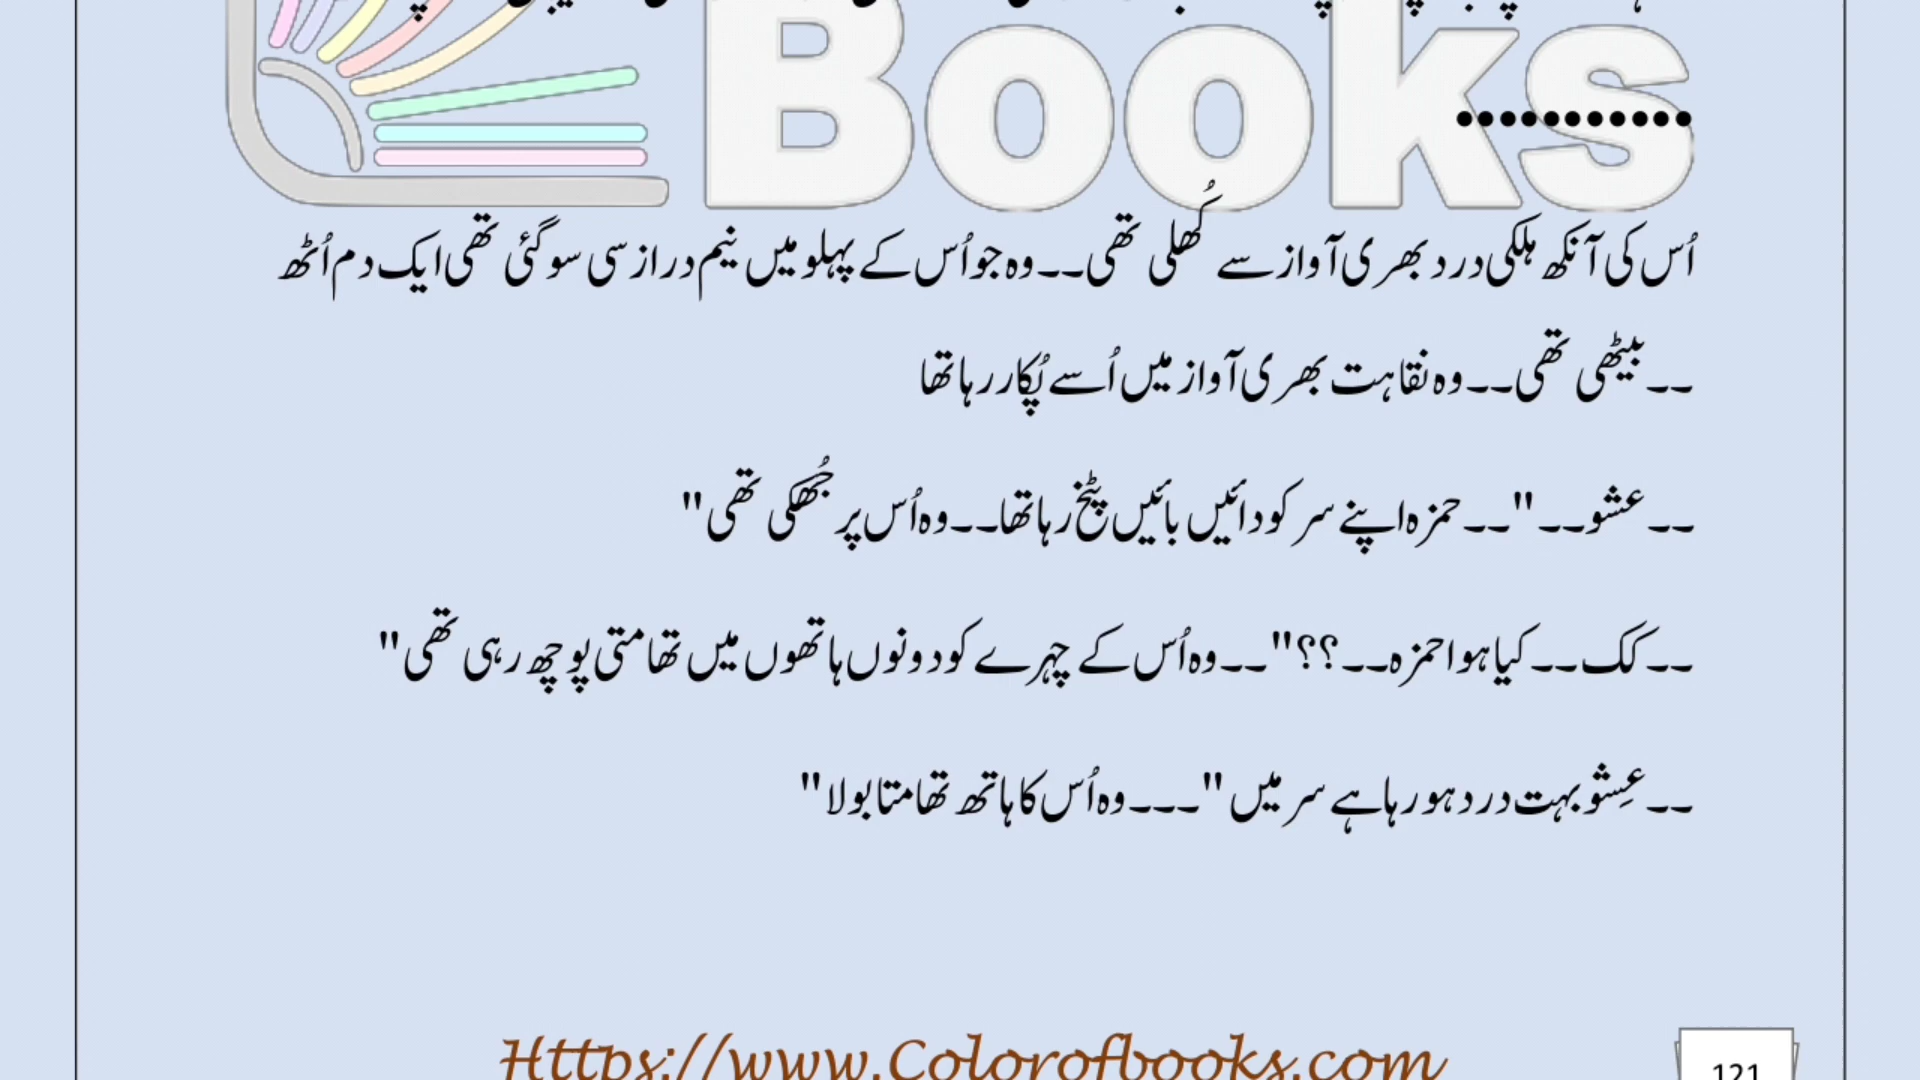 Books
...........
اُس کی آنکھ ہلکی درد بھری آواز سے کُھلی تھی۔۔وہ جو اُس کے پہلو میں نیم دراز سی سو گئی تھی ایک دم اُٹھ
بیٹھی تھی۔۔وہ نقاہت بھری آواز میں اُسے پُکار رہا تھا۔۔
"عشو۔۔"۔۔حمزہ اپنے سر کو دائیں بائیں پٹخ رہا تھا۔۔وہ اُس پر جُھکی تھی۔۔
"کک۔۔کیا ہوا حمزہ۔۔؟؟"۔۔وہ اُس کے چہرے کو دونوں ہاتھوں میں تھامتی پوچھ رہی تھی۔۔
"عِشو بہت درد ہو رہا ہے سر میں"۔۔۔وہ اُس کا ہاتھ تھامتا بولا۔۔
Https://www.Colorofbooks.com
121